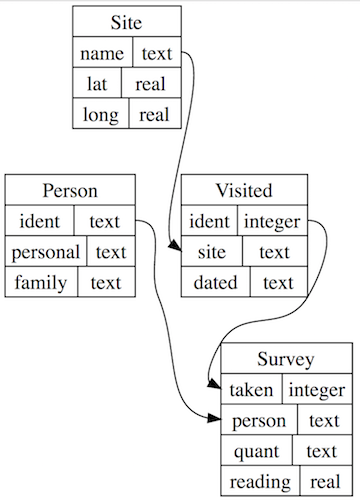 Site
name text
lat real
long real
Person
ident text
personal text
family text
Visited
ident integer
site text
dated text
Survey
taken integer
person text
quant text
reading real